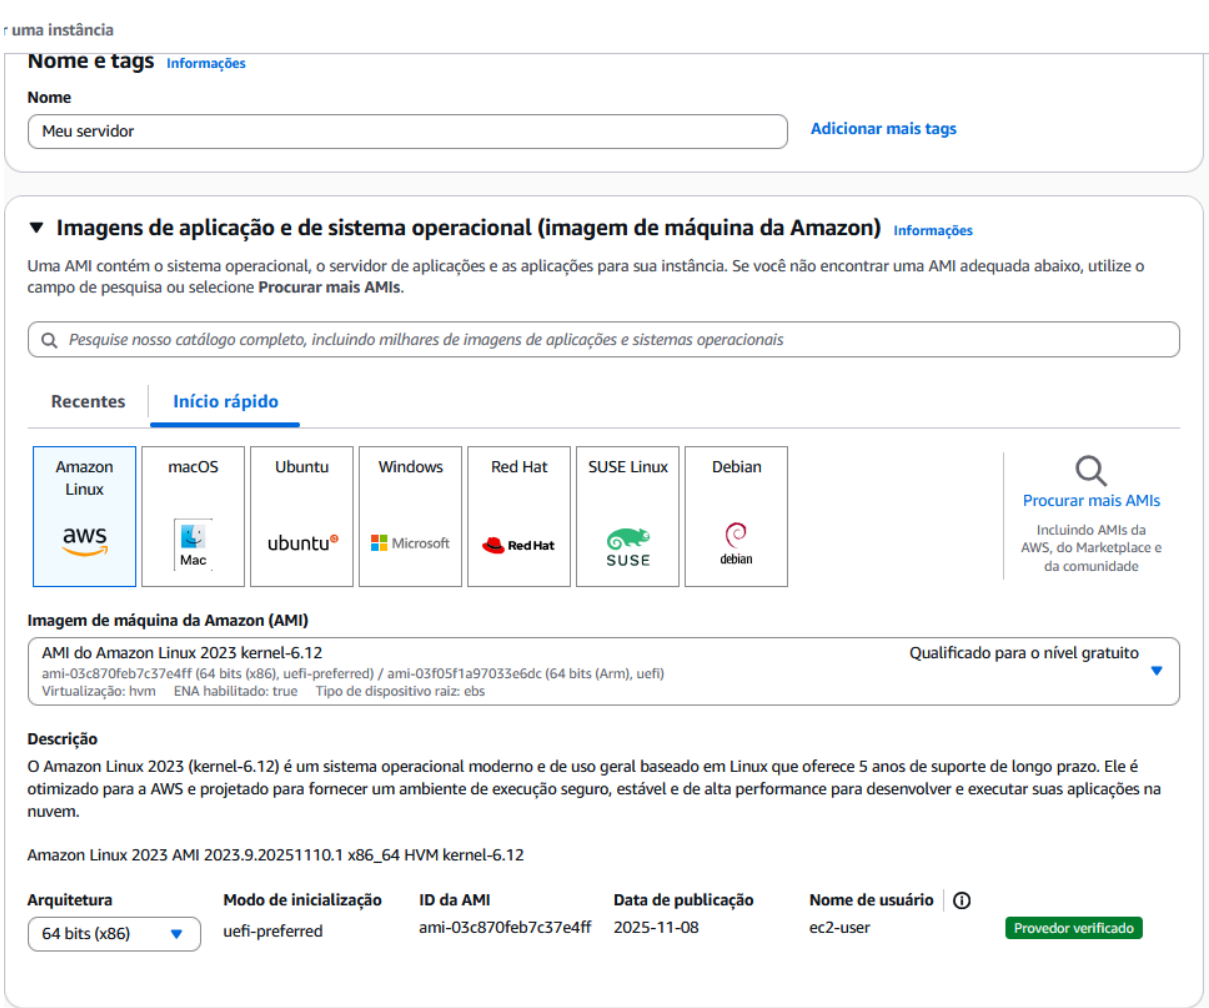 uma instância
Nome e tags Informações
Nome
Meu servidor
Adicionar mais tags
Imagens de aplicação e de sistema operacional (imagem de máquina da Amazon) Informações
Uma AMI contém o sistema operacional, o servidor de aplicações e as aplicações para sua instância. Se você não encontrar uma AMI adequada abaixo, utilize o
campo de pesquisa ou selecione Procurar mais AMIs.
Pesquise nosso catálogo completo, incluindo milhares de imagens de aplicações e sistemas operacionais
Recentes
Início rápido
Amazon
Linux
aws
macOS
Mac
Ubuntu
ubuntu
Windows
Microsoft
Red Hat
Red Hat
SUSE Linux
SUSE
Debian
debian
Procurar mais AMIs
Incluindo AMIs da
AWS, do Marketplace e
da comunidade
Imagem de máquina da Amazon (AMI)
AMI do Amazon Linux 2023 kernel-6.12
Qualificado para o nível gratuito
ami-03c870feb7c37e4ff (64 bits (x86), uefi-preferred) / ami-03f05f1a97033e6dc (64 bits (Arm), uefi)
Virtualização: hvm ENA habilitado: true Tipo de dispositivo raiz: ebs
Descrição
O Amazon Linux 2023 (kernel-6.12) é um sistema operacional moderno e de uso geral baseado em Linux que oferece 5 anos de suporte de longo prazo. Ele é
otimizado para a AWS e projetado para fornecer um ambiente de execução seguro, estável e de alta performance para desenvolver e executar suas aplicações na
nuvem.
Amazon Linux 2023 AMI 2023.9.20251110.1 x86_64 HVM kernel-6.12
Arquitetura
64 bits (x86)
Modo de inicialização
uefi-preferred
ID da AMI
ami-03c870feb7c37e4ff
Data de publicação
2025-11-08
Nome de usuário
ec2-user
Provedor verificado